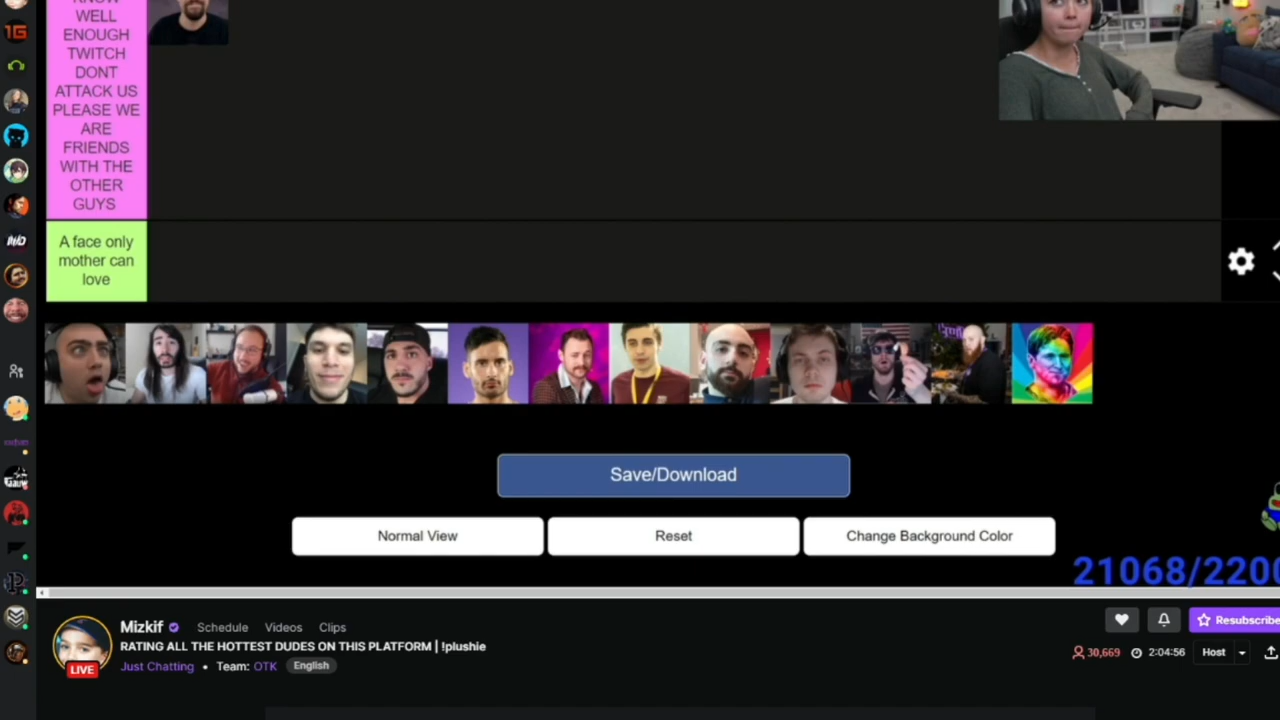 KNOW
WELL
ENOUGH
TWITCH
DONT
ATTACK US
PLEASE WE
ARE
FRIENDS
WITH THE
OTHER
GUYS
A face only
mother can
love
Save/Download
Normal View
Reset
Change Background Color
21068/2200
Mizkif
Schedule
Videos
Clips
RATING ALL THE HOTTEST DUDES ON THIS PLATFORM | !plushie
Just Chatting • Team: OTK English
LIVE
Resubscribe
30,669
2:04:56
Host